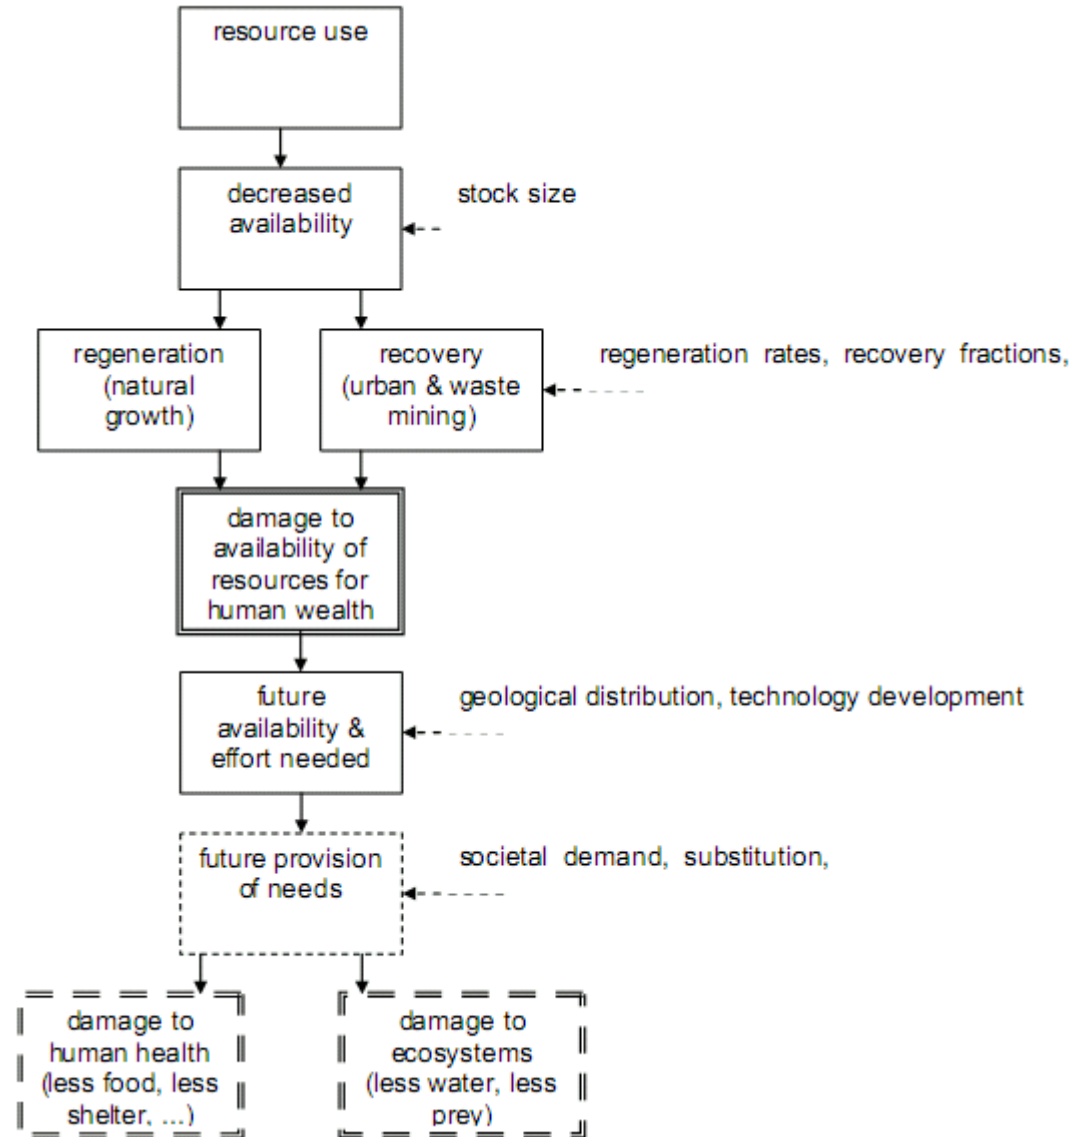 resource use
decreased
availability
stock size
regeneration
(natural
growth)
recovery
(urban & waste
mining)
regeneration rates, recovery fractions,
damage to
availability of
resources for
human wealth
future
availability &
effort needed
geological distribution, technology development
future provision
of needs
societal demand, substitution,
damage to
human health
(less food, less
shelter, ...)
damage to
ecosystems
(less water, less
prey)